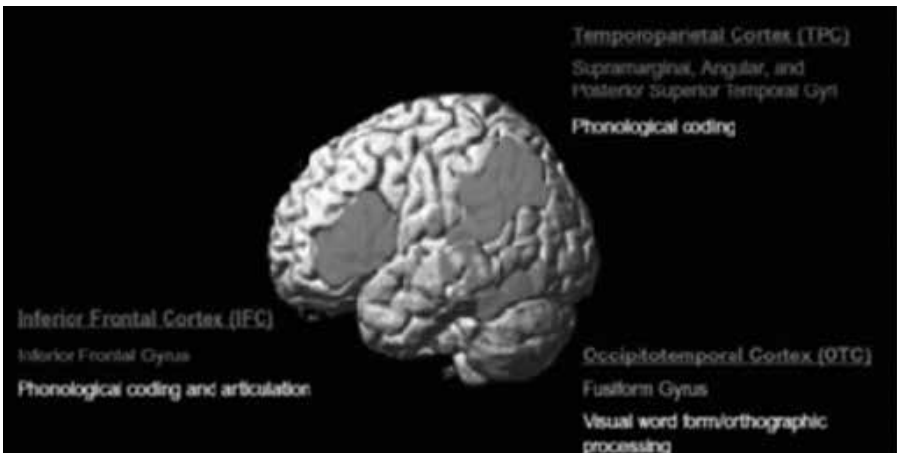 Temporoparietal Cortex (TPC)
Supramarginal, Angular, and
Posterior Superior Temporal Gyri
Phonological coding
Inferior Frontal Cortex (IFC)
Inferior Frontal Gyrus
Phonological coding and articulation
Occipitotemporal Cortex (OTC)
Fusiform Gyrus
Visual word form/orthographic
processing